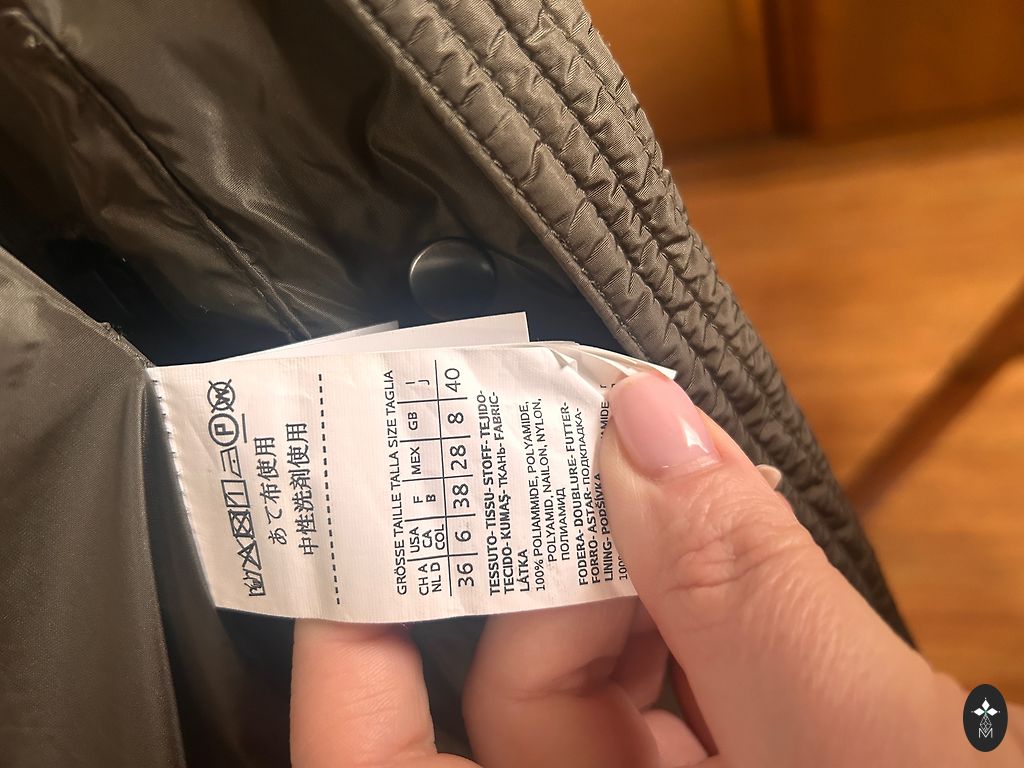 P
あて布使用
中性洗剤使用
GRÖSSE TAILLE TALLA SIZE TAGLIA
CH A USA F MEX GB I
NL D CA B J
COL
36 6 38 28 8 40
TESSUTO- TISSU- STOFF- TEJIDO-
TECIDO- KUMAŞ- ТКАНЬ- FABRIC-
LÁTKA
100% POLIAMMIDE, POLYAMIDE,
POLYAMID, NAILON, NYLON,
ПОЛИАМИД
FODERA- DOUBLURE- FUTTER-
FORRO- ASTAR- ПОДКЛАДКА-
LINING- PODŠÍVKA
100%
M